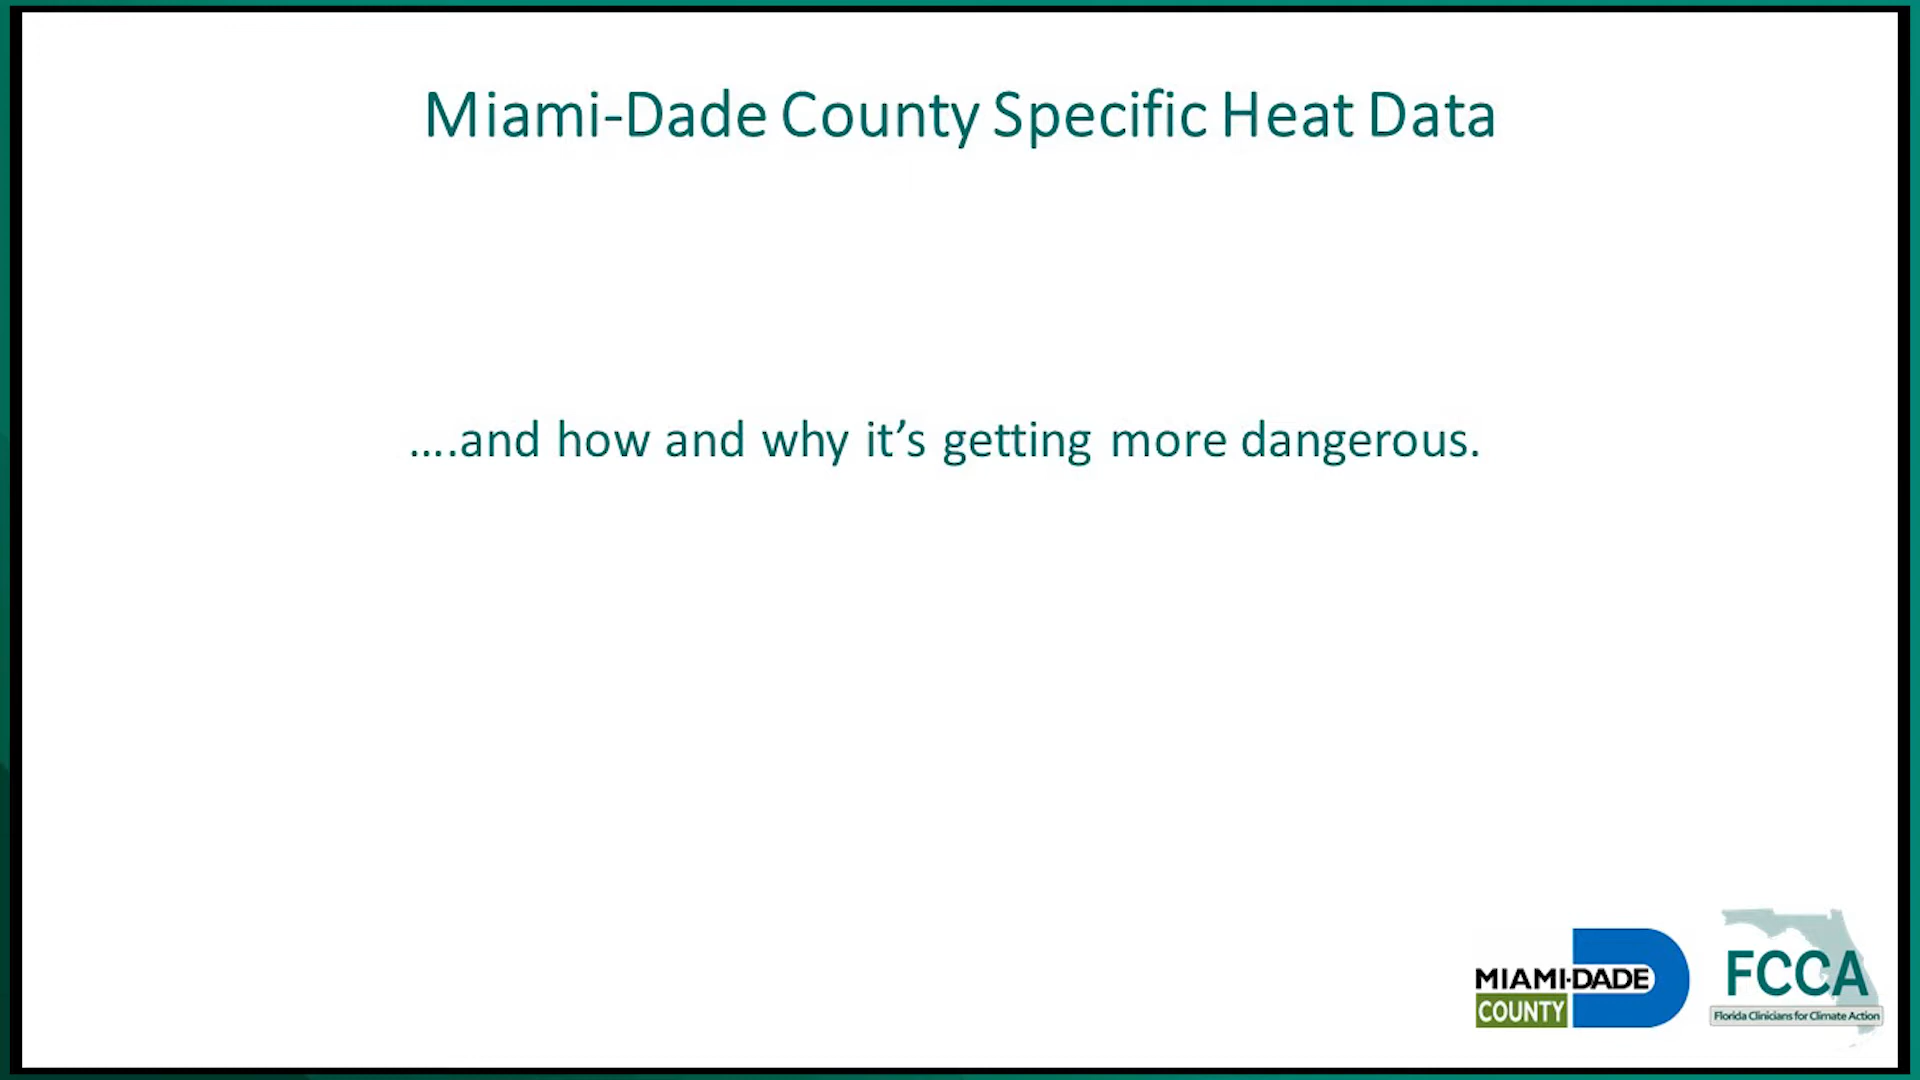 Miami-Dade County Specific Heat Data
....and how and why it’s getting more dangerous.
MIAMI-DADE
COUNTY
FCCA
Florida Clinicians for Climate Action